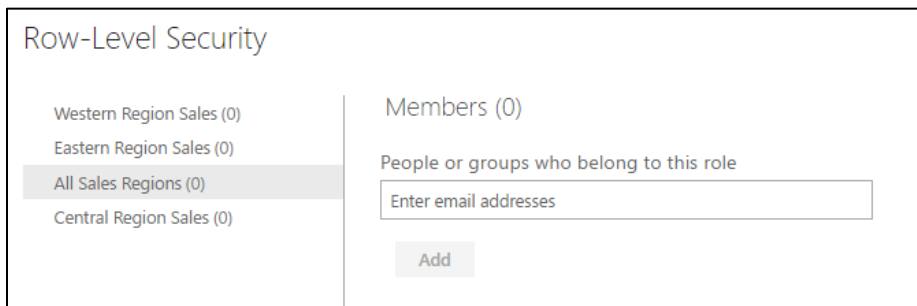 Row-Level Security
Western Region Sales (0)
Eastern Region Sales (0)
All Sales Regions (0)
Central Region Sales (0)
Members (0)
People or groups who belong to this role
Enter email addresses
Add